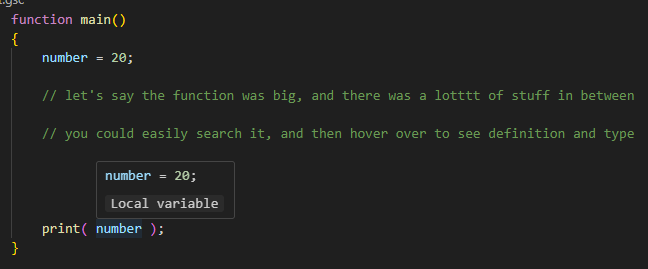 function main()
{
number = 20;
// let's say the function was big, and there was a lotttt of stuff in between
// you could easily search it, and then hover over to see definition and type
number = 20;
Local variable
print( number );
}